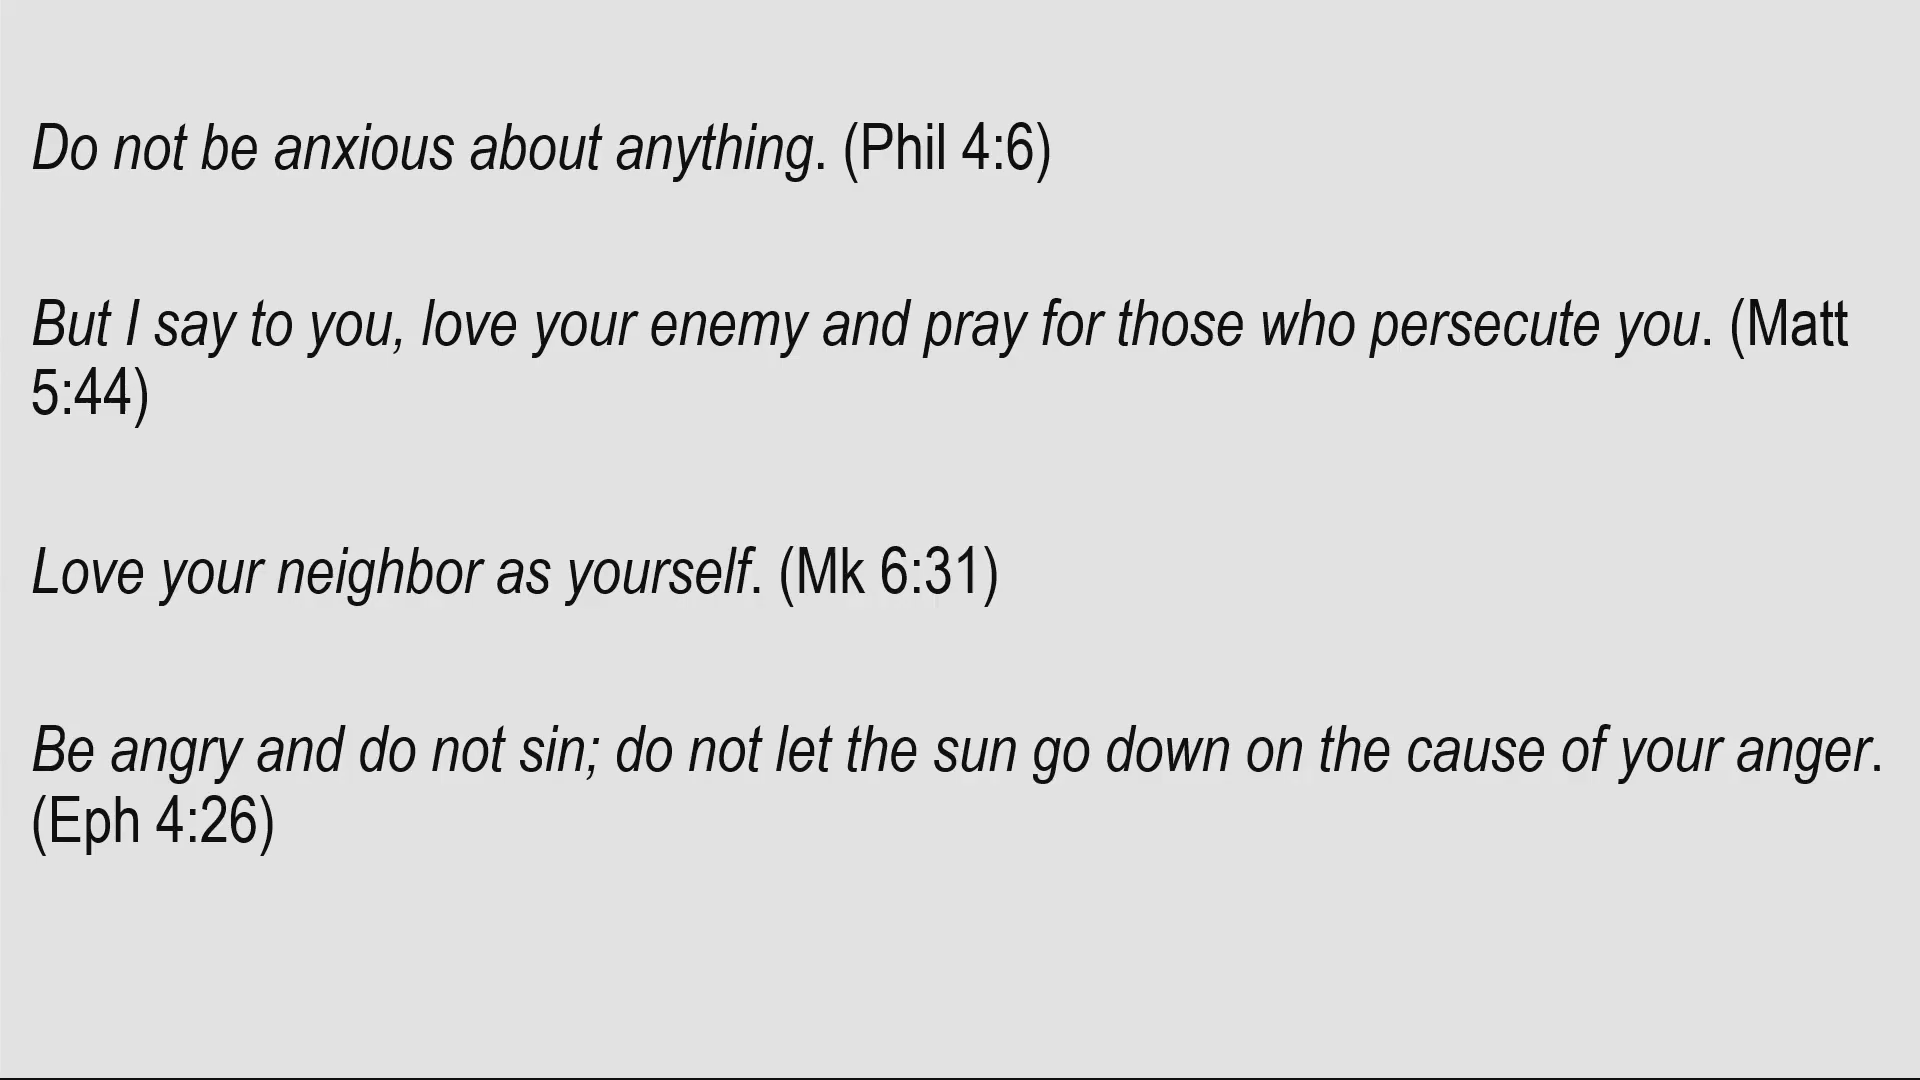 Do not be anxious about anything. (Phil 4:6)
But I say to you, love your enemy and pray for those who persecute you. (Matt
5:44)
Love your neighbor as yourself. (Mk 6:31)
Be angry and do not sin; do not let the sun go down on the cause of your anger.
(Eph 4:26)